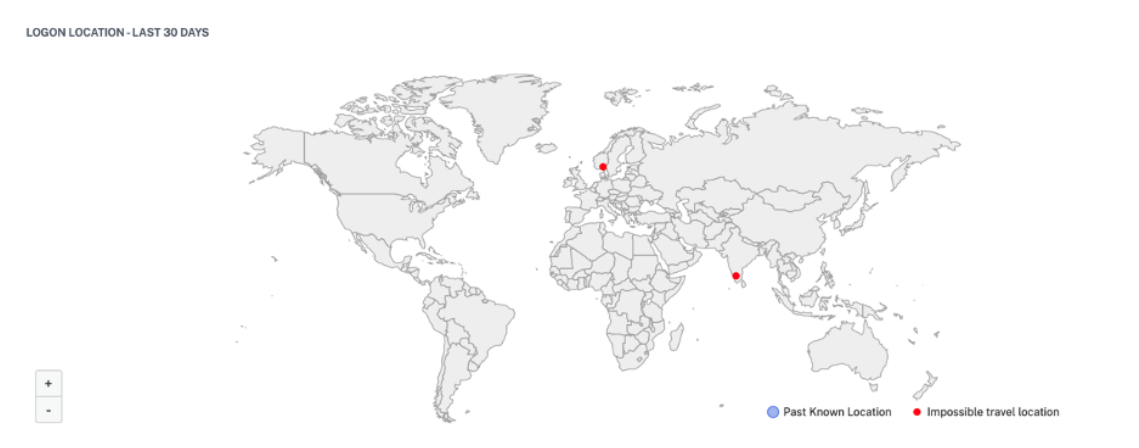 LOGON LOCATION - LAST 30 DAYS
+
-
Past Known Location
Impossible travel location